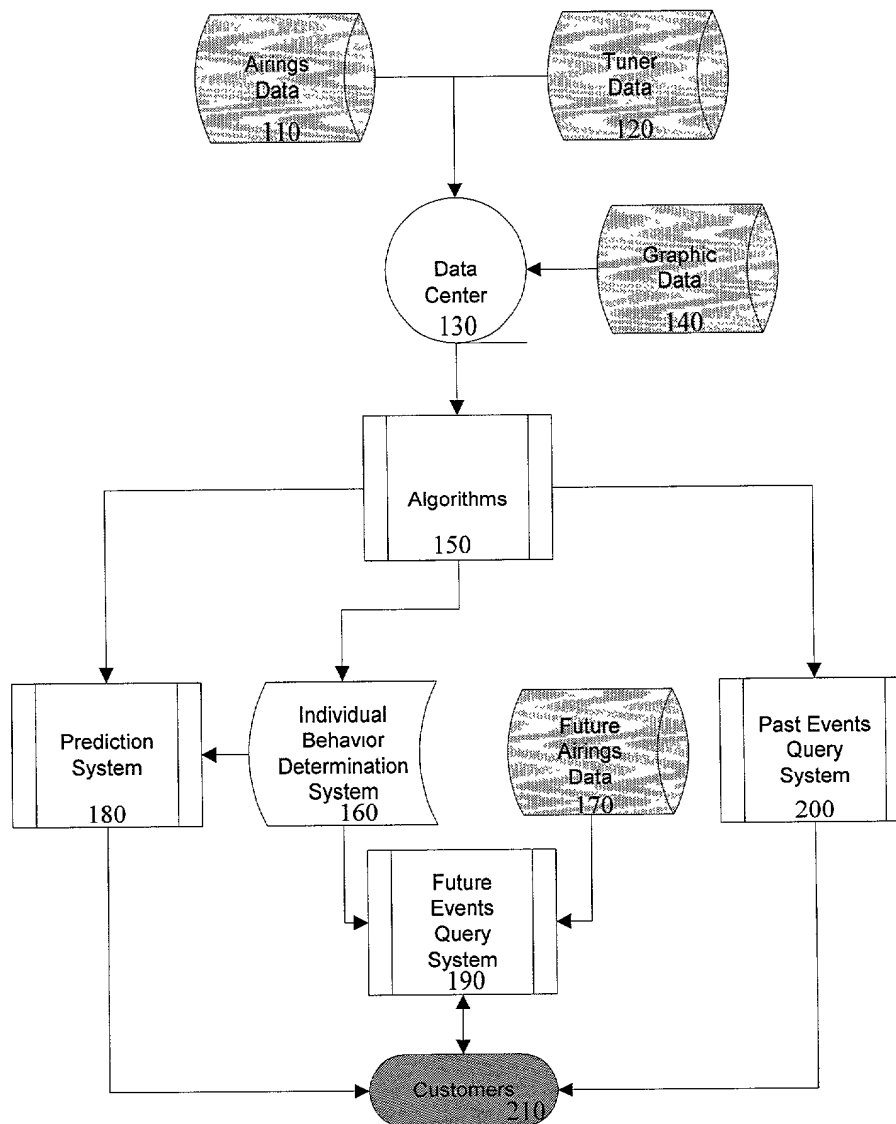 Airings
Data
110
Tuner
Data
120
Data
Center
130
Graphic
Data
140
Algorithms
150
Prediction
System
180
Individual
Behavior
Determination
System
160
Future
Airings
Data
170
Past Events
Query
System
200
Future
Events
Query
System
190
Customers
210